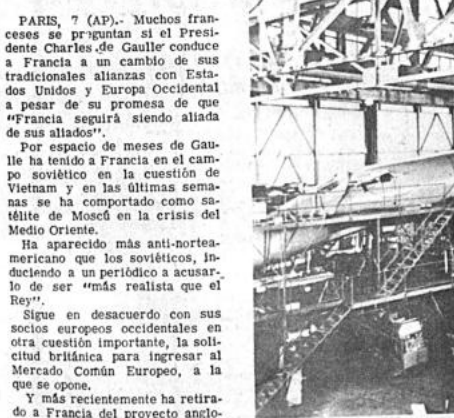 PARIS, 7 (AP).- Muchos fran-
ceses se preguntan si el Presi-
dente Charles de Gaulle conduce
a Francia a un cambio de sus
tradicionales alianzas con Esta-
dos Unidos y Europa Occidental
a pesar de su promesa de que
“Francia seguirá siendo aliada
de sus aliados”.
Por espacio de meses de Gau-
lle ha tenido a Francia en el cam-
po soviético en la cuestión de
Vietnam y en las últimas sema-
nas se ha comportado como sa-
télite de Moscú en la crisis del
Medio Oriente.
Ha aparecido más anti-nortea-
mericano que los soviéticos, in-
duciendo a un periódico a acusar-
lo de ser “más realista que el
Rey”.
Sigue en desacuerdo con sus
socios europeos occidentales en
otra cuestión importante, la soli-
citud británica para ingresar al
Mercado Común Europeo, a la
que se opone.
Y más recientemente ha retira-
do a Francia del proyecto anglo-